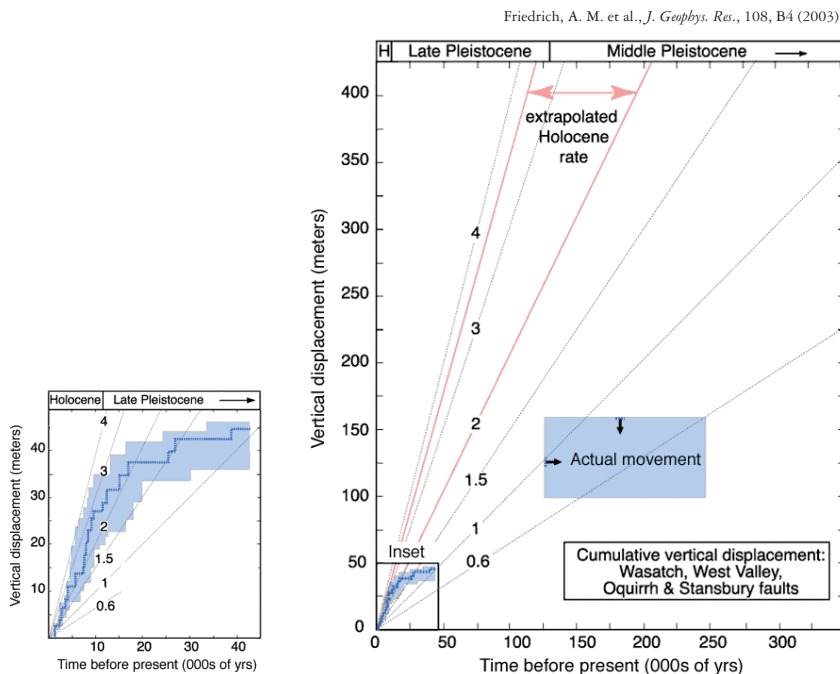 Friedrich, A. M. et al., J. Geophys. Res., 108, B4 (2003)
H Late Pleistocene Middle Pleistocene
400
350
300
250
200
150
100
50
0
Vertical displacement (meters)
extrapolated
Holocene
rate
4
3
2
1.5
1
0.6
Actual movement
Inset
Cumulative vertical displacement:
Wasatch, West Valley,
Oquirrh & Stansbury faults
0 50 100 150 200 250 300
Time before present (000s of yrs)
Holocene Late Pleistocene
40
30
20
10
Vertical displacement (meters)
4
3
2
1.5
1
0.6
10 20 30 40
Time before present (000s of yrs)